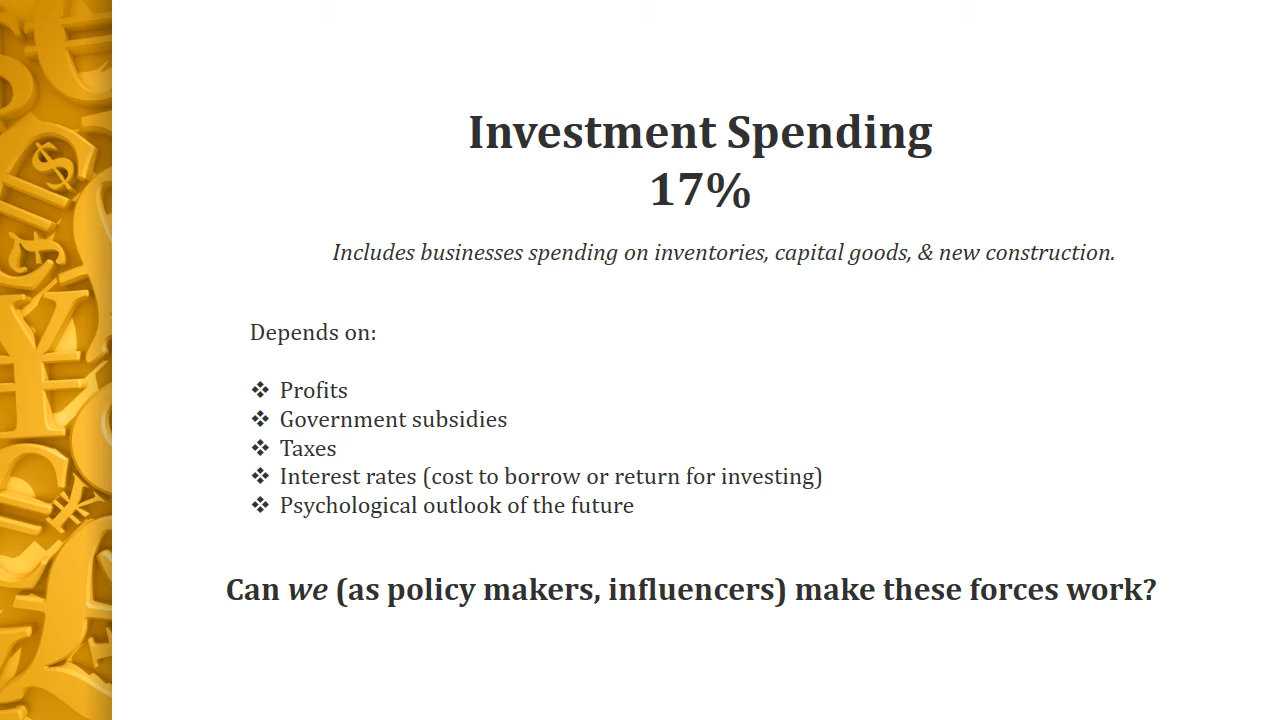 Investment Spending
17%
Includes businesses spending on inventories, capital goods, & new construction.
Depends on:
❖ Profits
❖ Government subsidies
❖ Taxes
❖ Interest rates (cost to borrow or return for investing)
❖ Psychological outlook of the future
Can we (as policy makers, influencers) make these forces work?